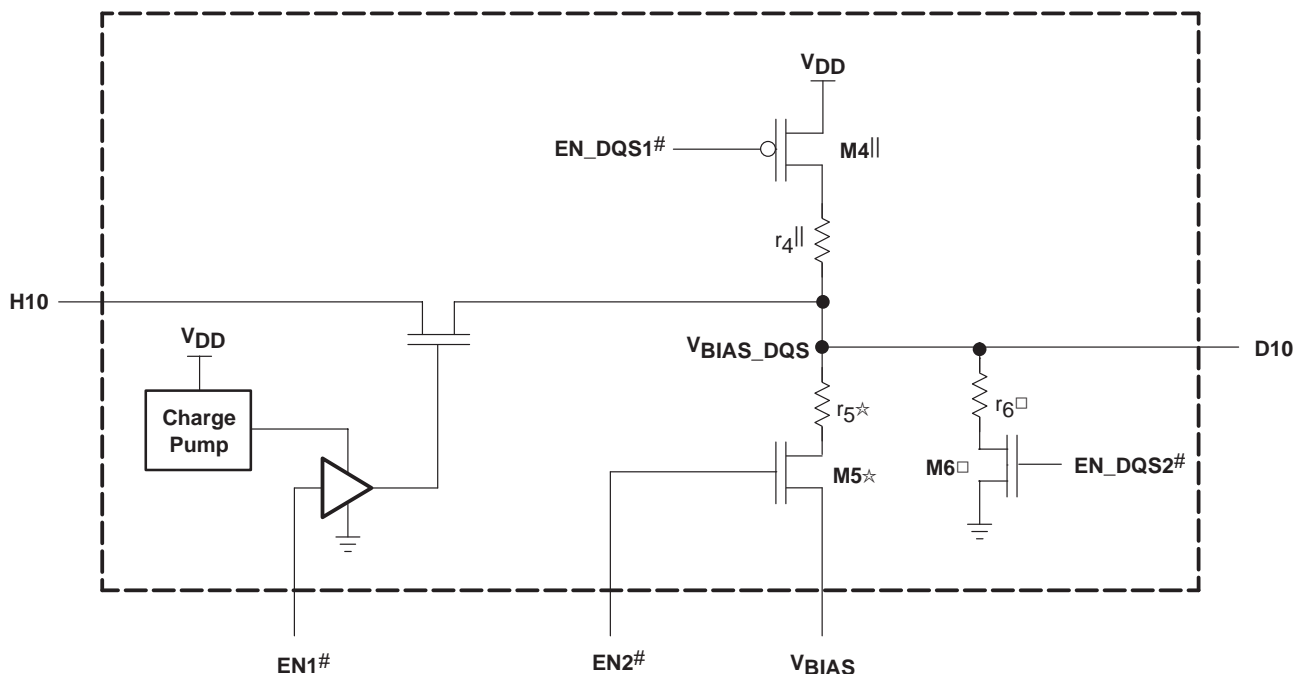 VDD
EN_DQS1#
M4||
r4||
H10
VDD
VBIAS_DQS
D10
Charge
Pump
r5☆
r6□
M5☆
M6□
EN_DQS2#
EN1#
EN2#
VBIAS